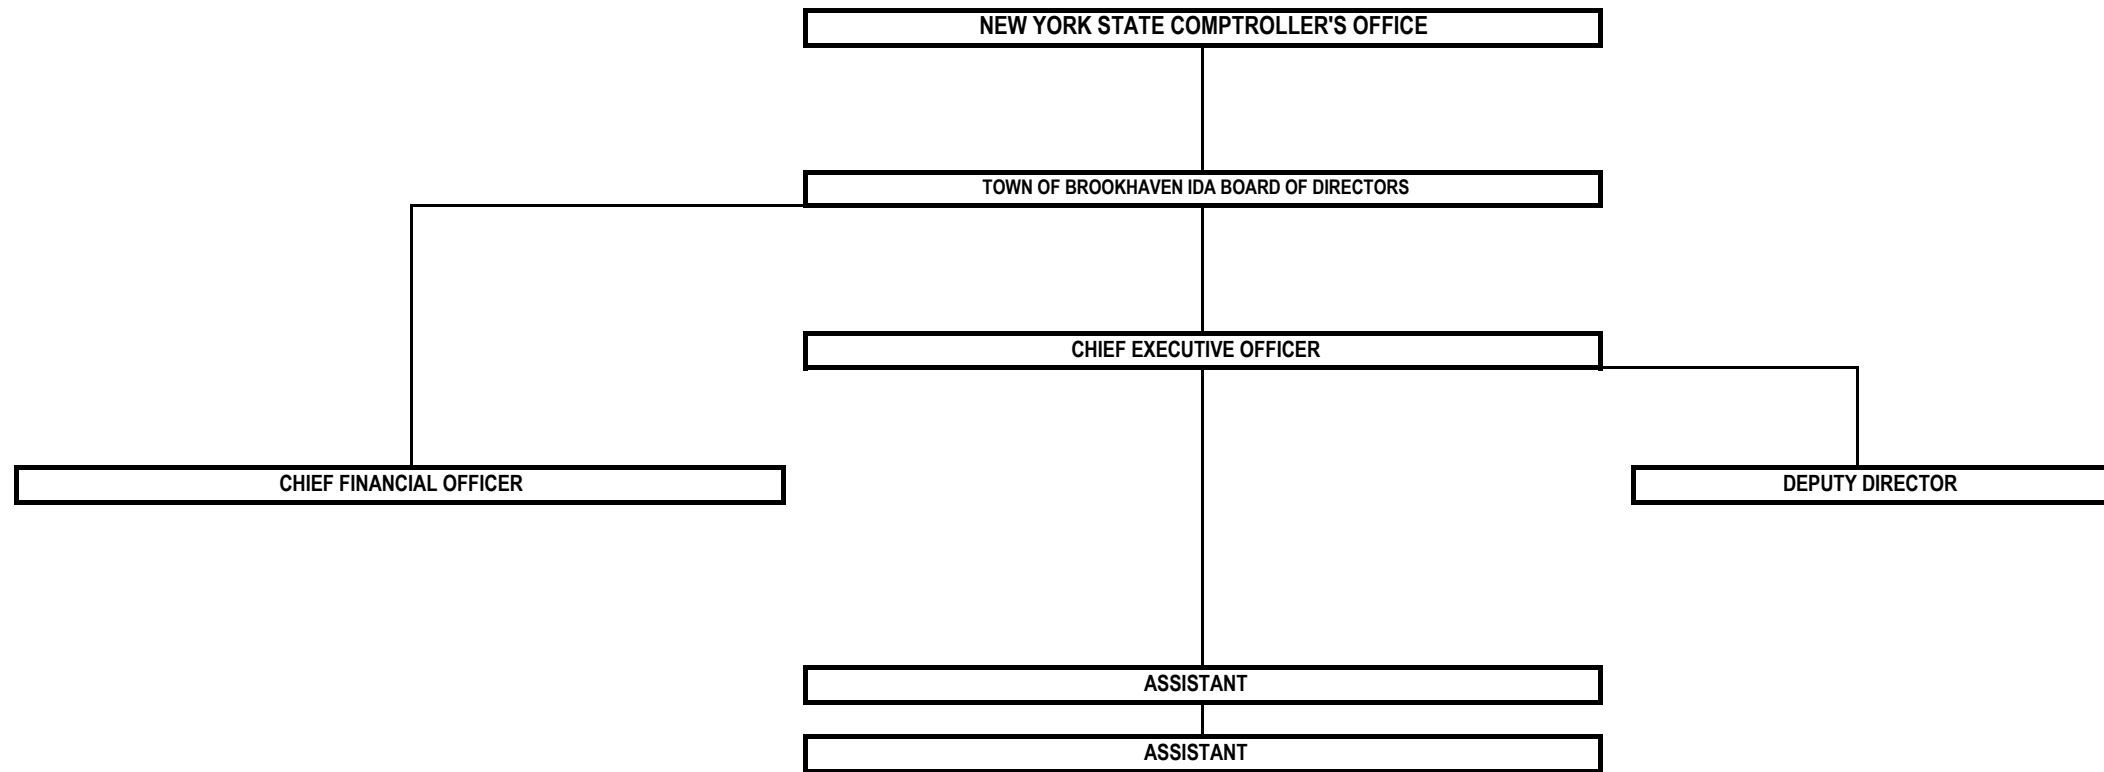 NEW YORK STATE COMPTROLLER'S OFFICE
TOWN OF BROOKHAVEN IDA BOARD OF DIRECTORS
CHIEF EXECUTIVE OFFICER
CHIEF FINANCIAL OFFICER
DEPUTY DIRECTOR
ASSISTANT
ASSISTANT